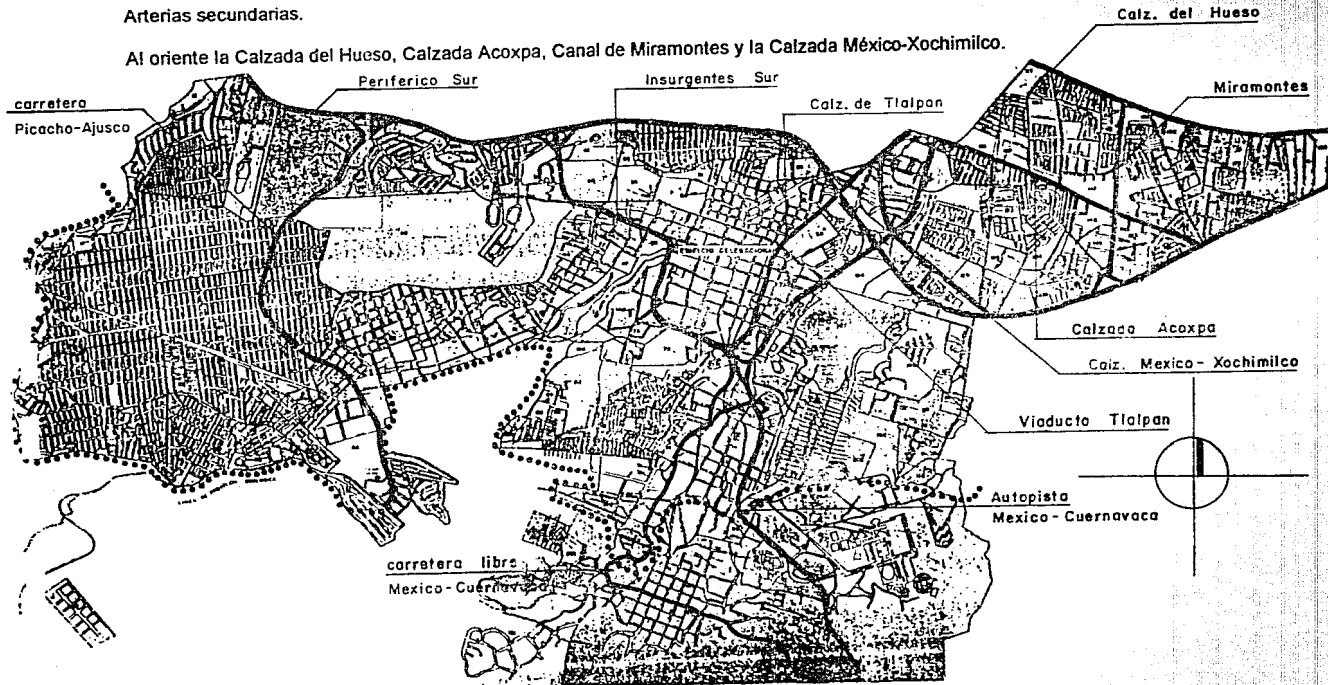 Arterias secundarias.
Al oriente la Calzada del Hueso, Calzada Acoxpa, Canal de Miramontes y la Calzada México-Xochimilco.
Calz. del Hueso
Periferico Sur
Insurgentes Sur
Miramontes
carretera
Picacho-Ajusco
Calz. de Tlalpan
Calzada Acoxpa
Calz. Mexico-Xochimilco
Viaducto Tlalpan
Autopista
Mexico-Cuernavaca
carretera libre
Mexico-Cuernavaca